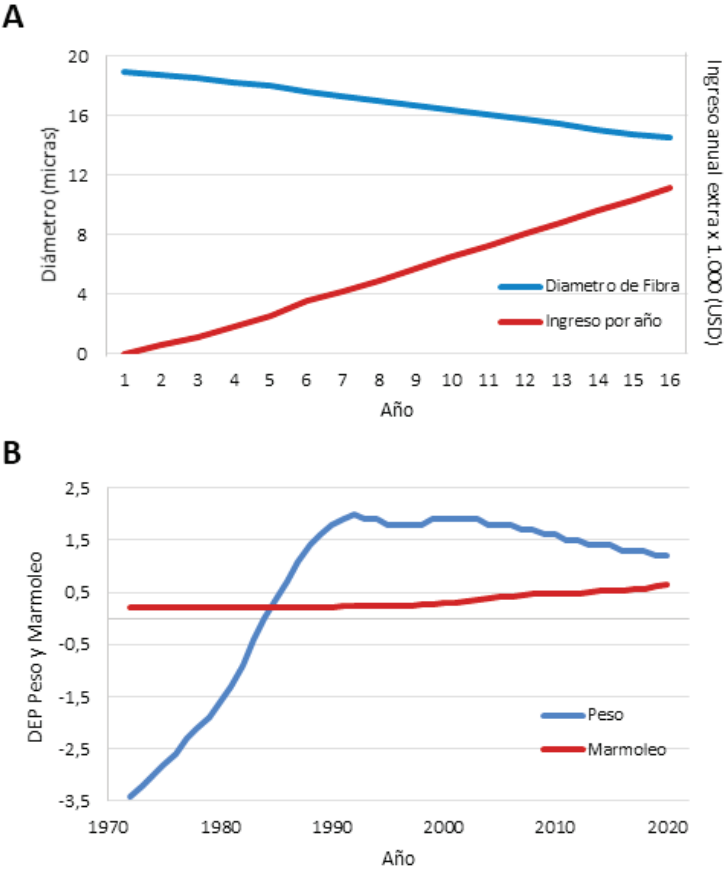 A
20
16
12
8
4
0
Diámetro (micras)
Ingreso anual extra x 1.000 (USD)
Diametro de Fibra
Ingreso por año
1 2 3 4 5 6 7 8 9 10 11 12 13 14 15 16
Año
B
2,5
1,5
0,5
-0,5
-1,5
-2,5
-3,5
DEP Peso y Marmoleo
Peso
Marmoleo
1970 1980 1990 2000 2010 2020
Año